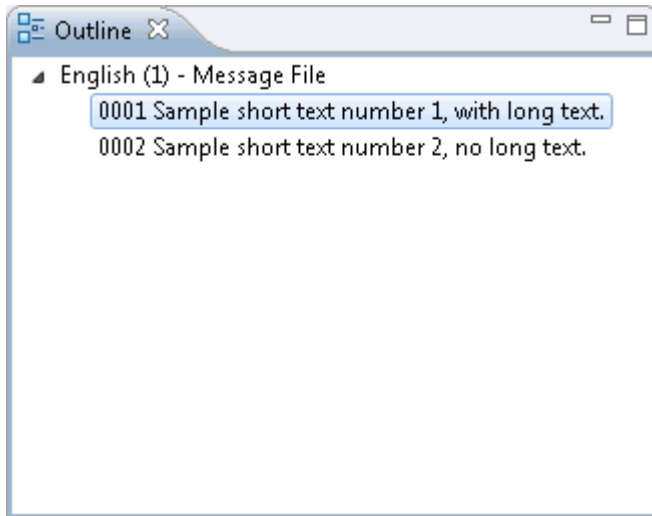 Outline
English (1) - Message File
0001 Sample short text number 1, with long text.
0002 Sample short text number 2, no long text.